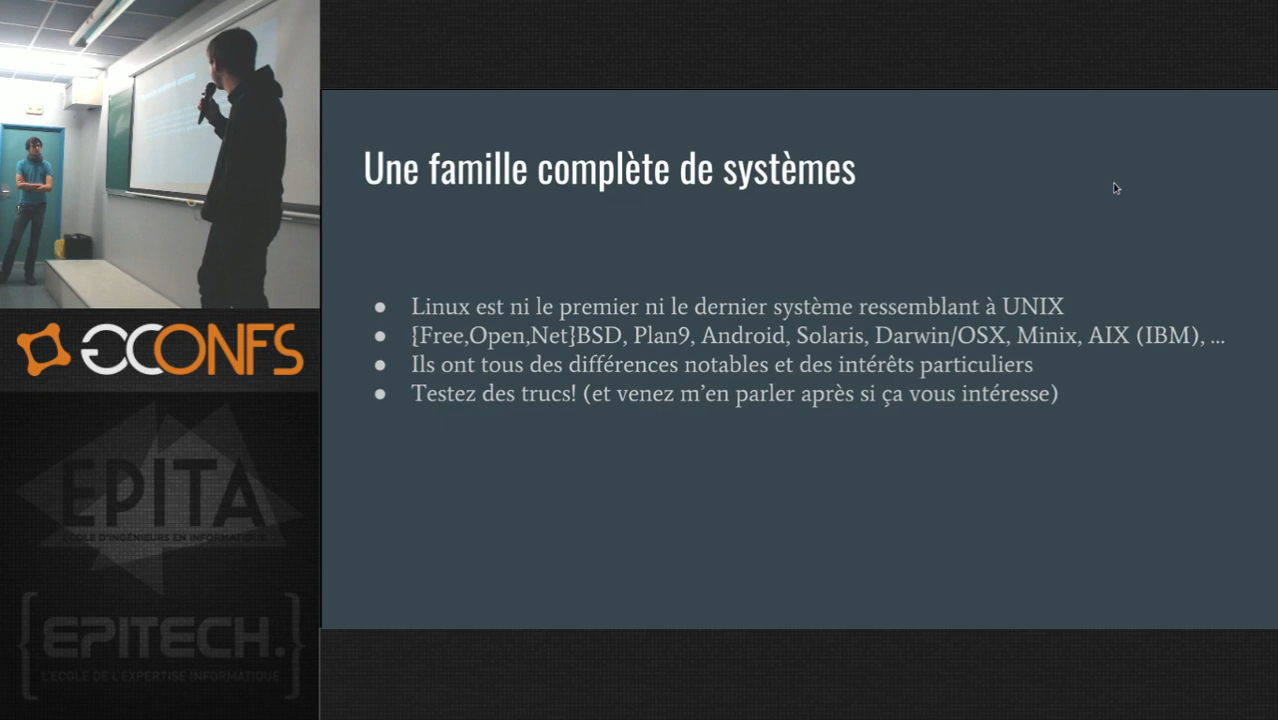 Une famille complète de systèmes
● Linux est ni le premier ni le dernier système ressemblant à UNIX
● {Free,Open,Net}BSD, Plan9, Android, Solaris, Darwin/OSX, Minix, AIX (IBM), ...
● Ils ont tous des différences notables et des intérêts particuliers
● Testez des trucs! (et venez m'en parler après si ça vous intéresse)
GCONFS
EPITA
ÉCOLE D'INGÉNIEURS EN INFORMATIQUE
{EPITECH.}
L'ECOLE DE L'EXPERTISE INFORMATIQUE